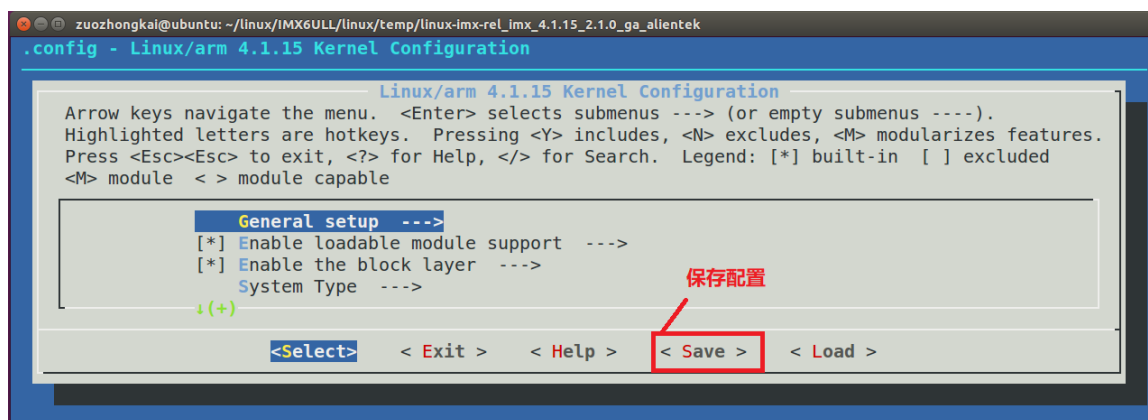 zuozhongkai@ubuntu: ~/linux/IMX6ULL/linux/temp/linux-imx-rel_imx_4.1.15_2.1.0_ga_alientek
.config - Linux/arm 4.1.15 Kernel Configuration
Linux/arm 4.1.15 Kernel Configuration
Arrow keys navigate the menu.  <Enter> selects submenus ---> (or empty submenus ----).
Highlighted letters are hotkeys.  Pressing <Y> includes, <N> excludes, <M> modularizes features.
Press <Esc><Esc> to exit, <?> for Help, </> for Search.  Legend: [*] built-in  [ ] excluded
<M> module  < > module capable
General setup  --->
[*] Enable loadable module support  --->
[*] Enable the block layer  --->
System Type  --->
↓(+)
保存配置
<Select>    < Exit >    < Help >    < Save >    < Load >